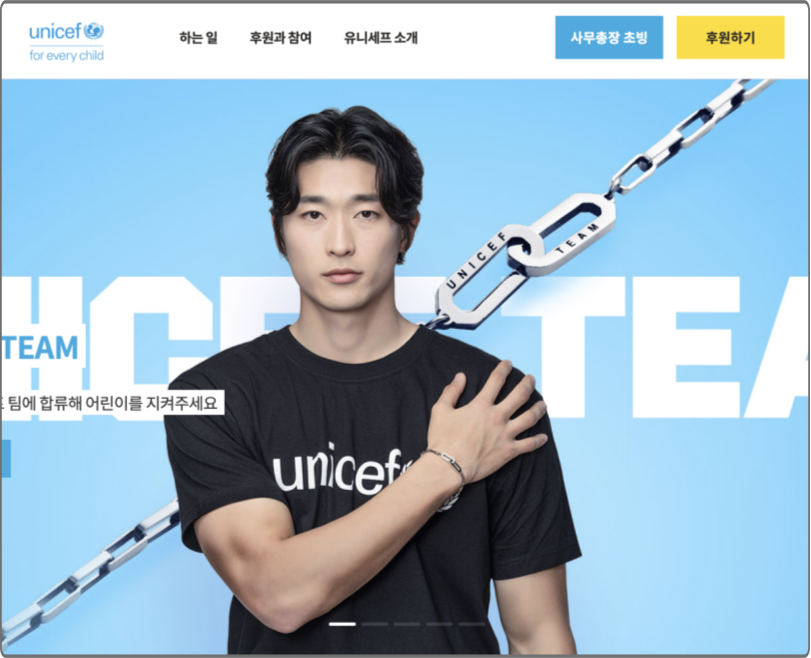 unicef
for every child
하는 일
후원과 참여
유니세프 소개
사무총장 초빙
후원하기
UNICEF
TEAM
TEAM
팀에 합류해 어린이를 지켜주세요
unicef